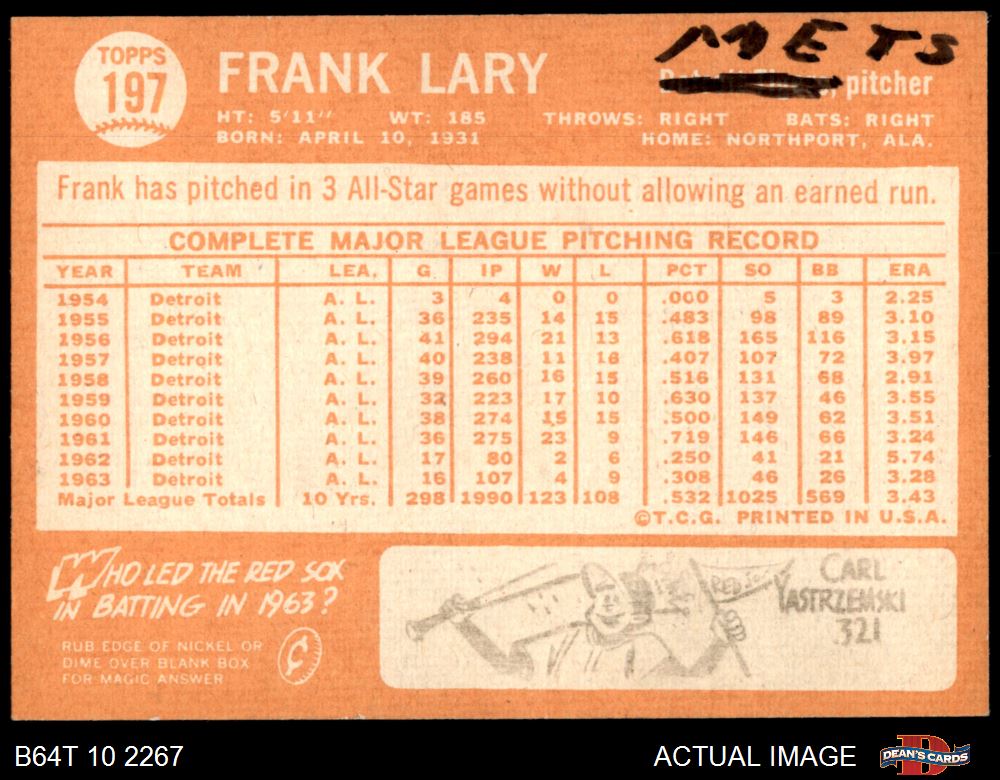 TOPPS
197
FRANK LARY
METS
pitcher
HT: 5'11" WT: 185 THROWS: RIGHT BATS: RIGHT
BORN: APRIL 10, 1931 HOME: NORTHPORT, ALA.
Frank has pitched in 3 All-Star games without allowing an earned run.
COMPLETE MAJOR LEAGUE PITCHING RECORD
YEAR TEAM LEA. G IP W L PCT SO BB ERA
1954 Detroit A. L. 3 4 0 0 .000 5 3 2.25
1955 Detroit A. L. 36 235 14 15 .483 98 89 3.10
1956 Detroit A. L. 41 294 21 13 .618 165 116 3.15
1957 Detroit A. L. 40 238 11 16 .407 107 72 3.97
1958 Detroit A. L. 39 260 16 15 .516 131 68 2.91
1959 Detroit A. L. 32 223 17 10 .630 137 46 3.55
1960 Detroit A. L. 38 274 15 15 .500 149 62 3.51
1961 Detroit A. L. 36 275 23 9 .719 146 66 3.24
1962 Detroit A. L. 17 80 2 6 .250 41 21 5.74
1963 Detroit A. L. 16 107 4 9 .308 46 26 3.28
Major League Totals 10 Yrs. 298 1990 123 108 .532 1025 569 3.43
©T.C.G. PRINTED IN U.S.A.
WHO LED THE RED SOX
IN BATTING IN 1963?
RUB EDGE OF NICKEL OR
DIME OVER BLANK BOX
FOR MAGIC ANSWER
RED SOX
CARL
YASTRZEMSKI
321
B64T 10 2267 ACTUAL IMAGE DEAN'S CARDS